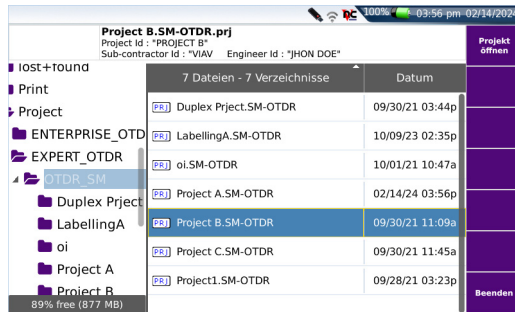 100% 03:56 pm 02/14/2024
Project B.SM-OTDR.prj
Project Id : "PROJECT B"
Sub-contractor Id : "VIAV Engineer Id : "JHON DOE"
Projekt
öffnen
lost+found
Print
Project
ENTERPRISE_OTD
EXPERT_OTDR
OTDR_SM
Duplex Prject
LabellingA
oi
Project A
Project B
89% free (877 MB)
7 Dateien - 7 Verzeichnisse Datum
PRJ Duplex Prject.SM-OTDR 09/30/21 03:44p
PRJ LabellingA.SM-OTDR 10/09/23 02:35p
PRJ oi.SM-OTDR 10/01/21 10:47a
PRJ Project A.SM-OTDR 02/14/24 03:56p
PRJ Project B.SM-OTDR 09/30/21 11:09a
PRJ Project C.SM-OTDR 09/30/21 11:45a
PRJ Project1.SM-OTDR 09/28/21 03:23p
Beenden